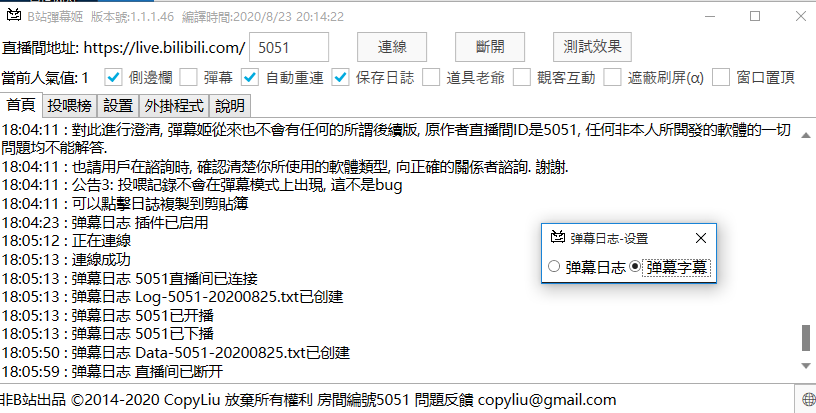 B站彈幕姬 版本號:1.1.1.46 編譯時間:2020/8/23 20:14:22
直播間地址: https://live.bilibili.com/ 5051 連線 斷開 測試效果
當前人氣值: 1 側邊欄 彈幕 自動重連 保存日誌 道具老爺 觀客互動 遮蔽刷屏(α) 窗口置頂
首頁 投喂榜 設置 外掛程式 說明
18:04:11 : 對此進行澄清, 彈幕姬從來也不會有任何的所謂後續版, 原作者直播間ID是5051, 任何非本人所開發的軟體的一切
問題均不能解答.
18:04:11 : 也請用戶在諮詢時, 確認清楚你所使用的軟體類型, 向正確的關係者諮詢. 謝謝.
18:04:11 : 公告3: 投喂記錄不會在彈幕模式上出現, 這不是bug
18:04:11 : 可以點擊日誌複製到剪貼簿
18:04:23 : 弹幕日志 插件已启用
18:05:12 : 正在連線
18:05:13 : 連線成功
18:05:13 : 弹幕日志 5051直播间已连接
18:05:13 : 弹幕日志 Log-5051-20200825.txt已创建
18:05:13 : 弹幕日志 5051已开播
18:05:13 : 弹幕日志 5051已下播
18:05:50 : 弹幕日志 Data-5051-20200825.txt已创建
18:05:59 : 弹幕日志 直播间已断开
弹幕日志-设置
弹幕日志 弹幕字幕
非B站出品 ©2014-2020 CopyLiu 放棄所有權利 房間編號5051 問題反饋 copyliu@gmail.com